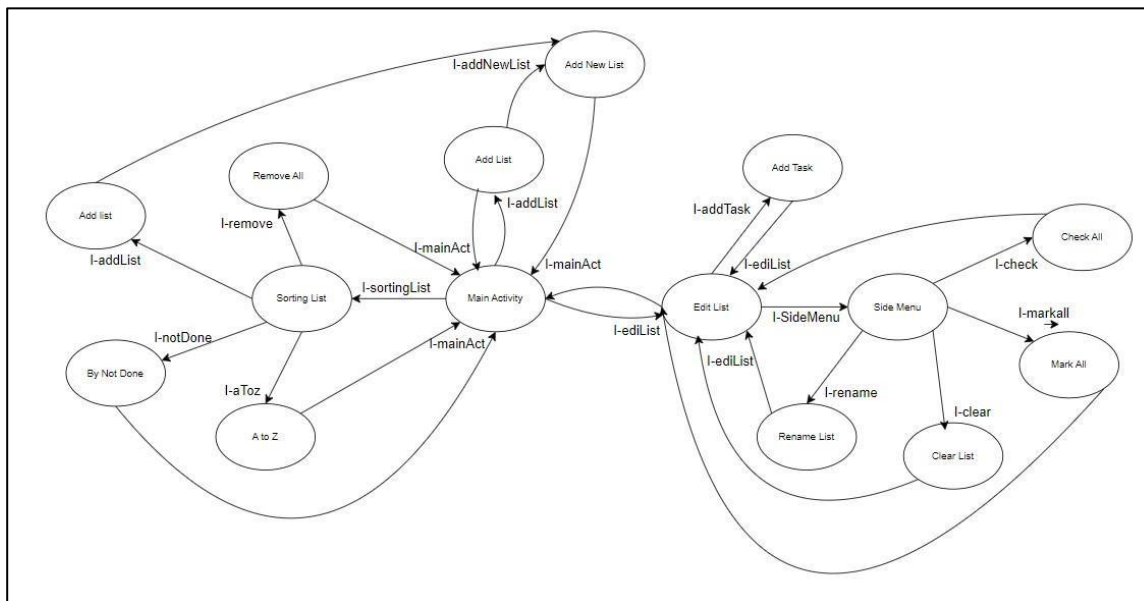 I-addNewList
Add New List
Add List
Remove All
Add Task
I-addList
I-addTask
Add list
I-remove
Check All
I-addList
I-mainAct
I-mainAct
I-ediList
I-check
I-sortingList
Sorting List
Main Activity
Edit List
Side Menu
I-SideMenu
I-markall
I-notDone
I-mainAct
I-ediList
I-ediList
By Not Done
Mark All
I-aToz
I-rename
I-clear
A to Z
Rename List
Clear List